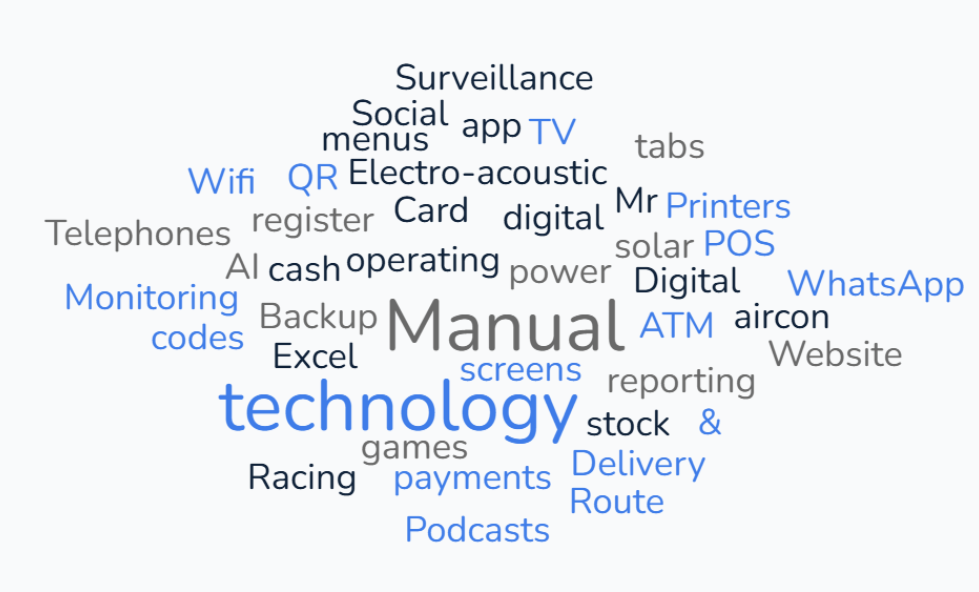 Surveillance
Social
menus app TV
tabs
Wifi QR Electro-acoustic
Mr Printers
Telephones register Card digital
solar POS
AI cash operating power Digital WhatsApp
Monitoring Backup Manual ATM aircon
codes Excel screens Website
technology reporting
stock &
games
Racing payments Delivery
Route
Podcasts